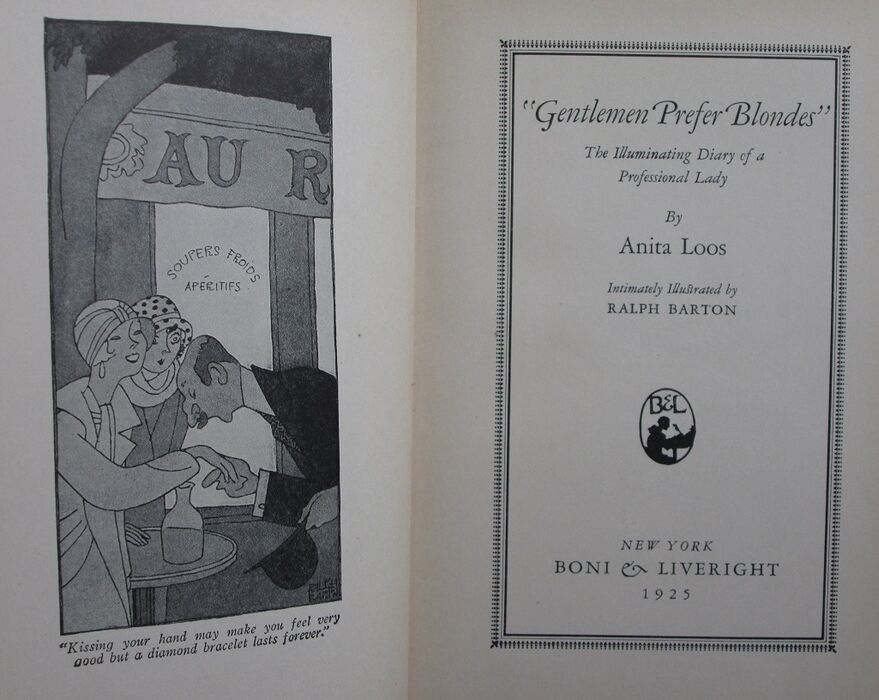 AU R
SOUPERS FROIDS
APÉRITIFS
RALPH BARTON
"Kissing your hand may make you feel very
good but a diamond bracelet lasts forever."
"Gentlemen Prefer Blondes"
The Illuminating Diary of a
Professional Lady
By
Anita Loos
Intimately Illustrated by
RALPH BARTON
B&L
NEW YORK
BONI & LIVERIGHT
1925